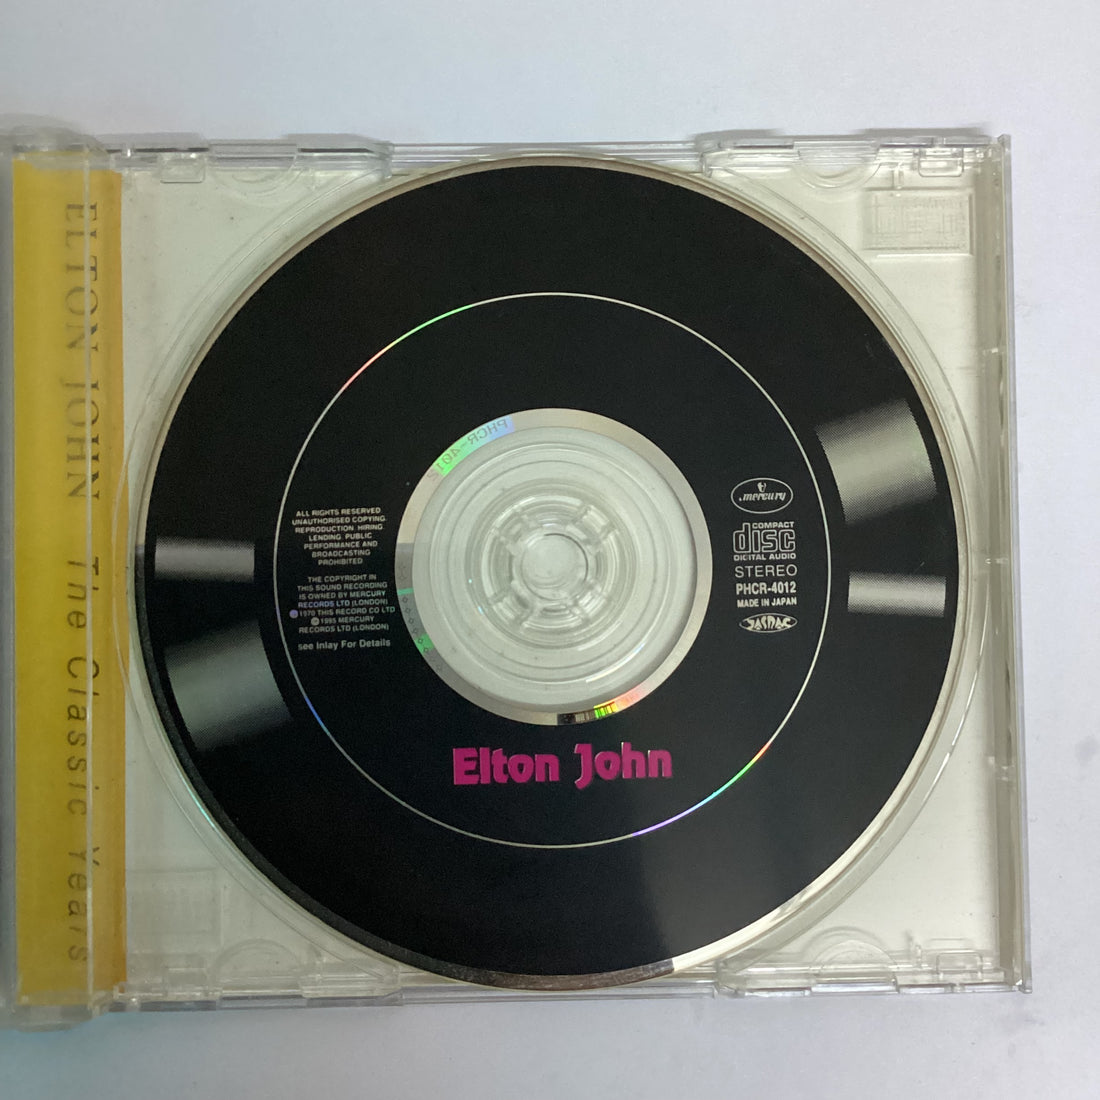 ELTON JOHN The Classic Years
PHCR-4012
ALL RIGHTS RESERVED
UNAUTHORISED COPYING
REPRODUCTION. HIRING
LENDING. PUBLIC
PERFORMANCE AND
BROADCASTING
PROHIBITED
THE COPYRIGHT IN
THIS SOUND RECORDING
IS OWNED BY MERCURY
RECORDS LTD (LONDON)
℗1970 THIS RECORD CO LTD
©1995 MERCURY
RECORDS LTD (LONDON)
see Inlay For Details
mercury
COMPACT
disc
DIGITAL AUDIO
STEREO
PHCR-4012
MADE IN JAPAN
JASRAC
Elton John